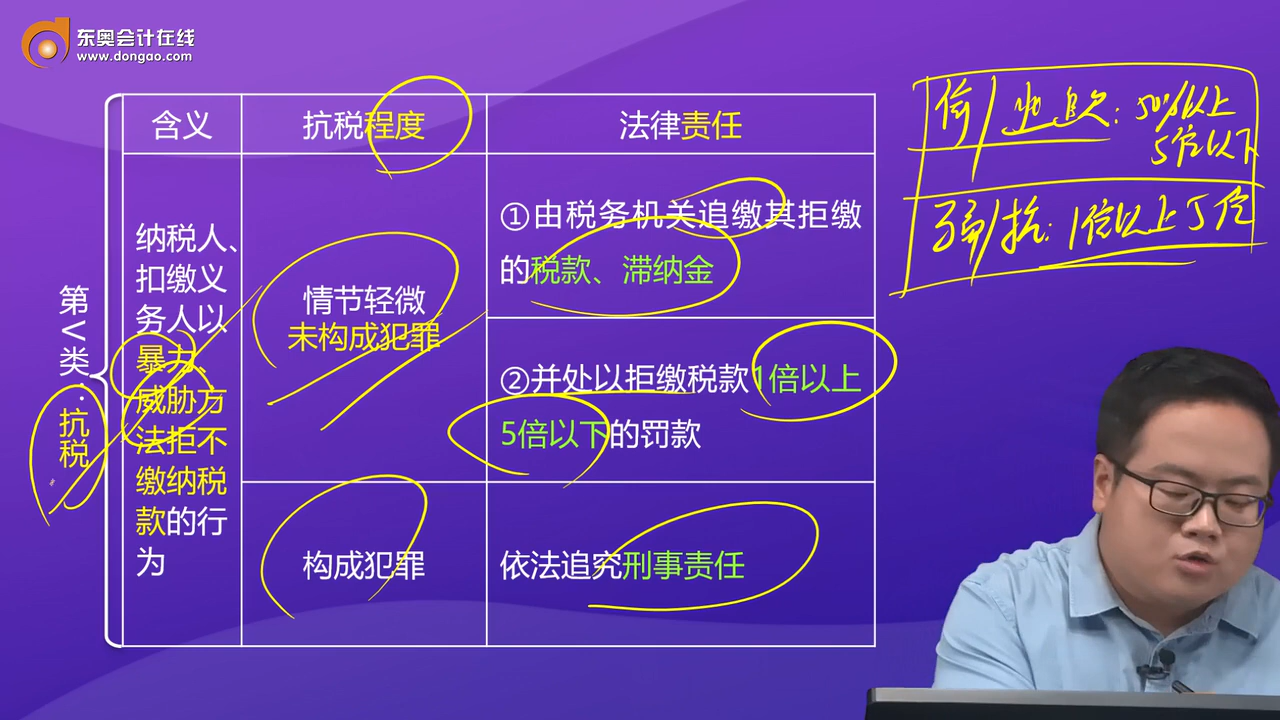 东奥会计在线
www.dongao.com
含义
抗税程度
法律责任
第V类：抗税
纳税人、
扣缴义
务人以
暴力、
威胁方
法拒不
缴纳税
款的行
为
情节轻微
未构成犯罪
①由税务机关追缴其拒缴
的税款、滞纳金
②并处以拒缴税款1倍以上
5倍以下的罚款
构成犯罪
依法追究刑事责任
追欠：50%以上
5倍以下
抗：1倍以上5倍